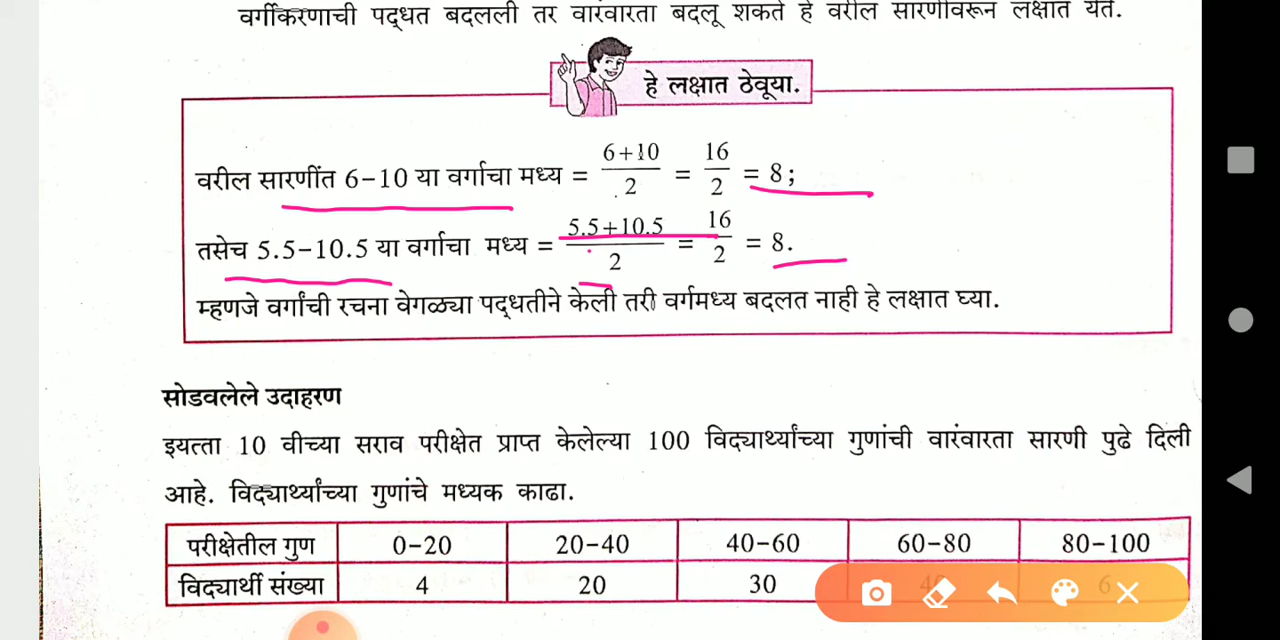 वर्गीकरणाची पद्धत बदलली तर वारंवारता बदलू शकते हे वरील सारणीवरून लक्षात येते.
हे लक्षात ठेवूया.
वरील सारणींत 6-10 या वर्गाचा मध्य = 6+10/2 = 16/2 = 8;
तसेच 5.5-10.5 या वर्गाचा मध्य = 5.5+10.5/2 = 16/2 = 8.
म्हणजे वर्गांची रचना वेगळ्या पद्धतीने केली तरी वर्गमध्य बदलत नाही हे लक्षात घ्या.
सोडवलेले उदाहरण
इयत्ता 10 वीच्या सराव परीक्षेत प्राप्त केलेल्या 100 विद्यार्थ्यांच्या गुणांची वारंवारता सारणी पुढे दिली
आहे. विद्यार्थ्यांच्या गुणांचे मध्यक काढा.
परीक्षेतील गुण 0-20 20-40 40-60 60-80 80-100
विद्यार्थी संख्या 4 20 30 6